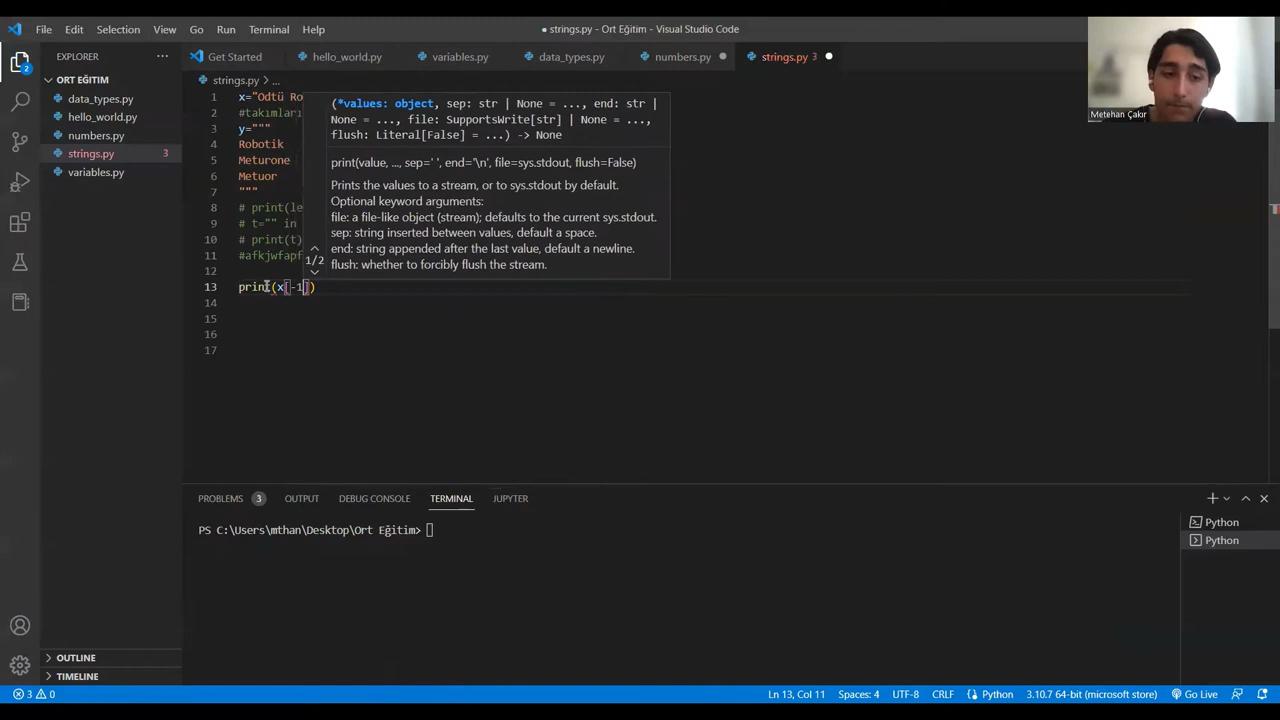 File Edit Selection View Go Run Terminal Help
● strings.py - Ort Eğitim - Visual Studio Code
EXPLORER ···
Get Started hello_world.py variables.py data_types.py numbers.py strings.py 3
ORT EĞITIM
data_types.py
hello_world.py
numbers.py
strings.py 3
variables.py
strings.py > ...
1 x="Odtü Ro
2 #takımları
3 y="""
4 Robotik
5 Meturone
6 Metuor
7 """
8 # print(le
9 # t="" in
10 # print(t)
11 #afkjwfapf
12
13 print(x[-1])
14
15
16
17
(*values: object, sep: str | None = ..., end: str |
None = ..., file: SupportsWrite[str] | None = ...,
flush: Literal[False] = ...) -> None
print(value, ..., sep=' ', end='\n', file=sys.stdout, flush=False)
Prints the values to a stream, or to sys.stdout by default.
Optional keyword arguments:
file: a file-like object (stream); defaults to the current sys.stdout.
sep: string inserted between values, default a space.
end: string appended after the last value, default a newline.
flush: whether to forcibly flush the stream.
1/2
Metehan Çakır
PROBLEMS 3 OUTPUT DEBUG CONSOLE TERMINAL JUPYTER
PS C:\Users\mthan\Desktop\Ort Eğitim>
Python
Python
2
OUTLINE
TIMELINE
3 0
Ln 13, Col 11 Spaces: 4 UTF-8 CRLF Python 3.10.7 64-bit (microsoft store) Go Live